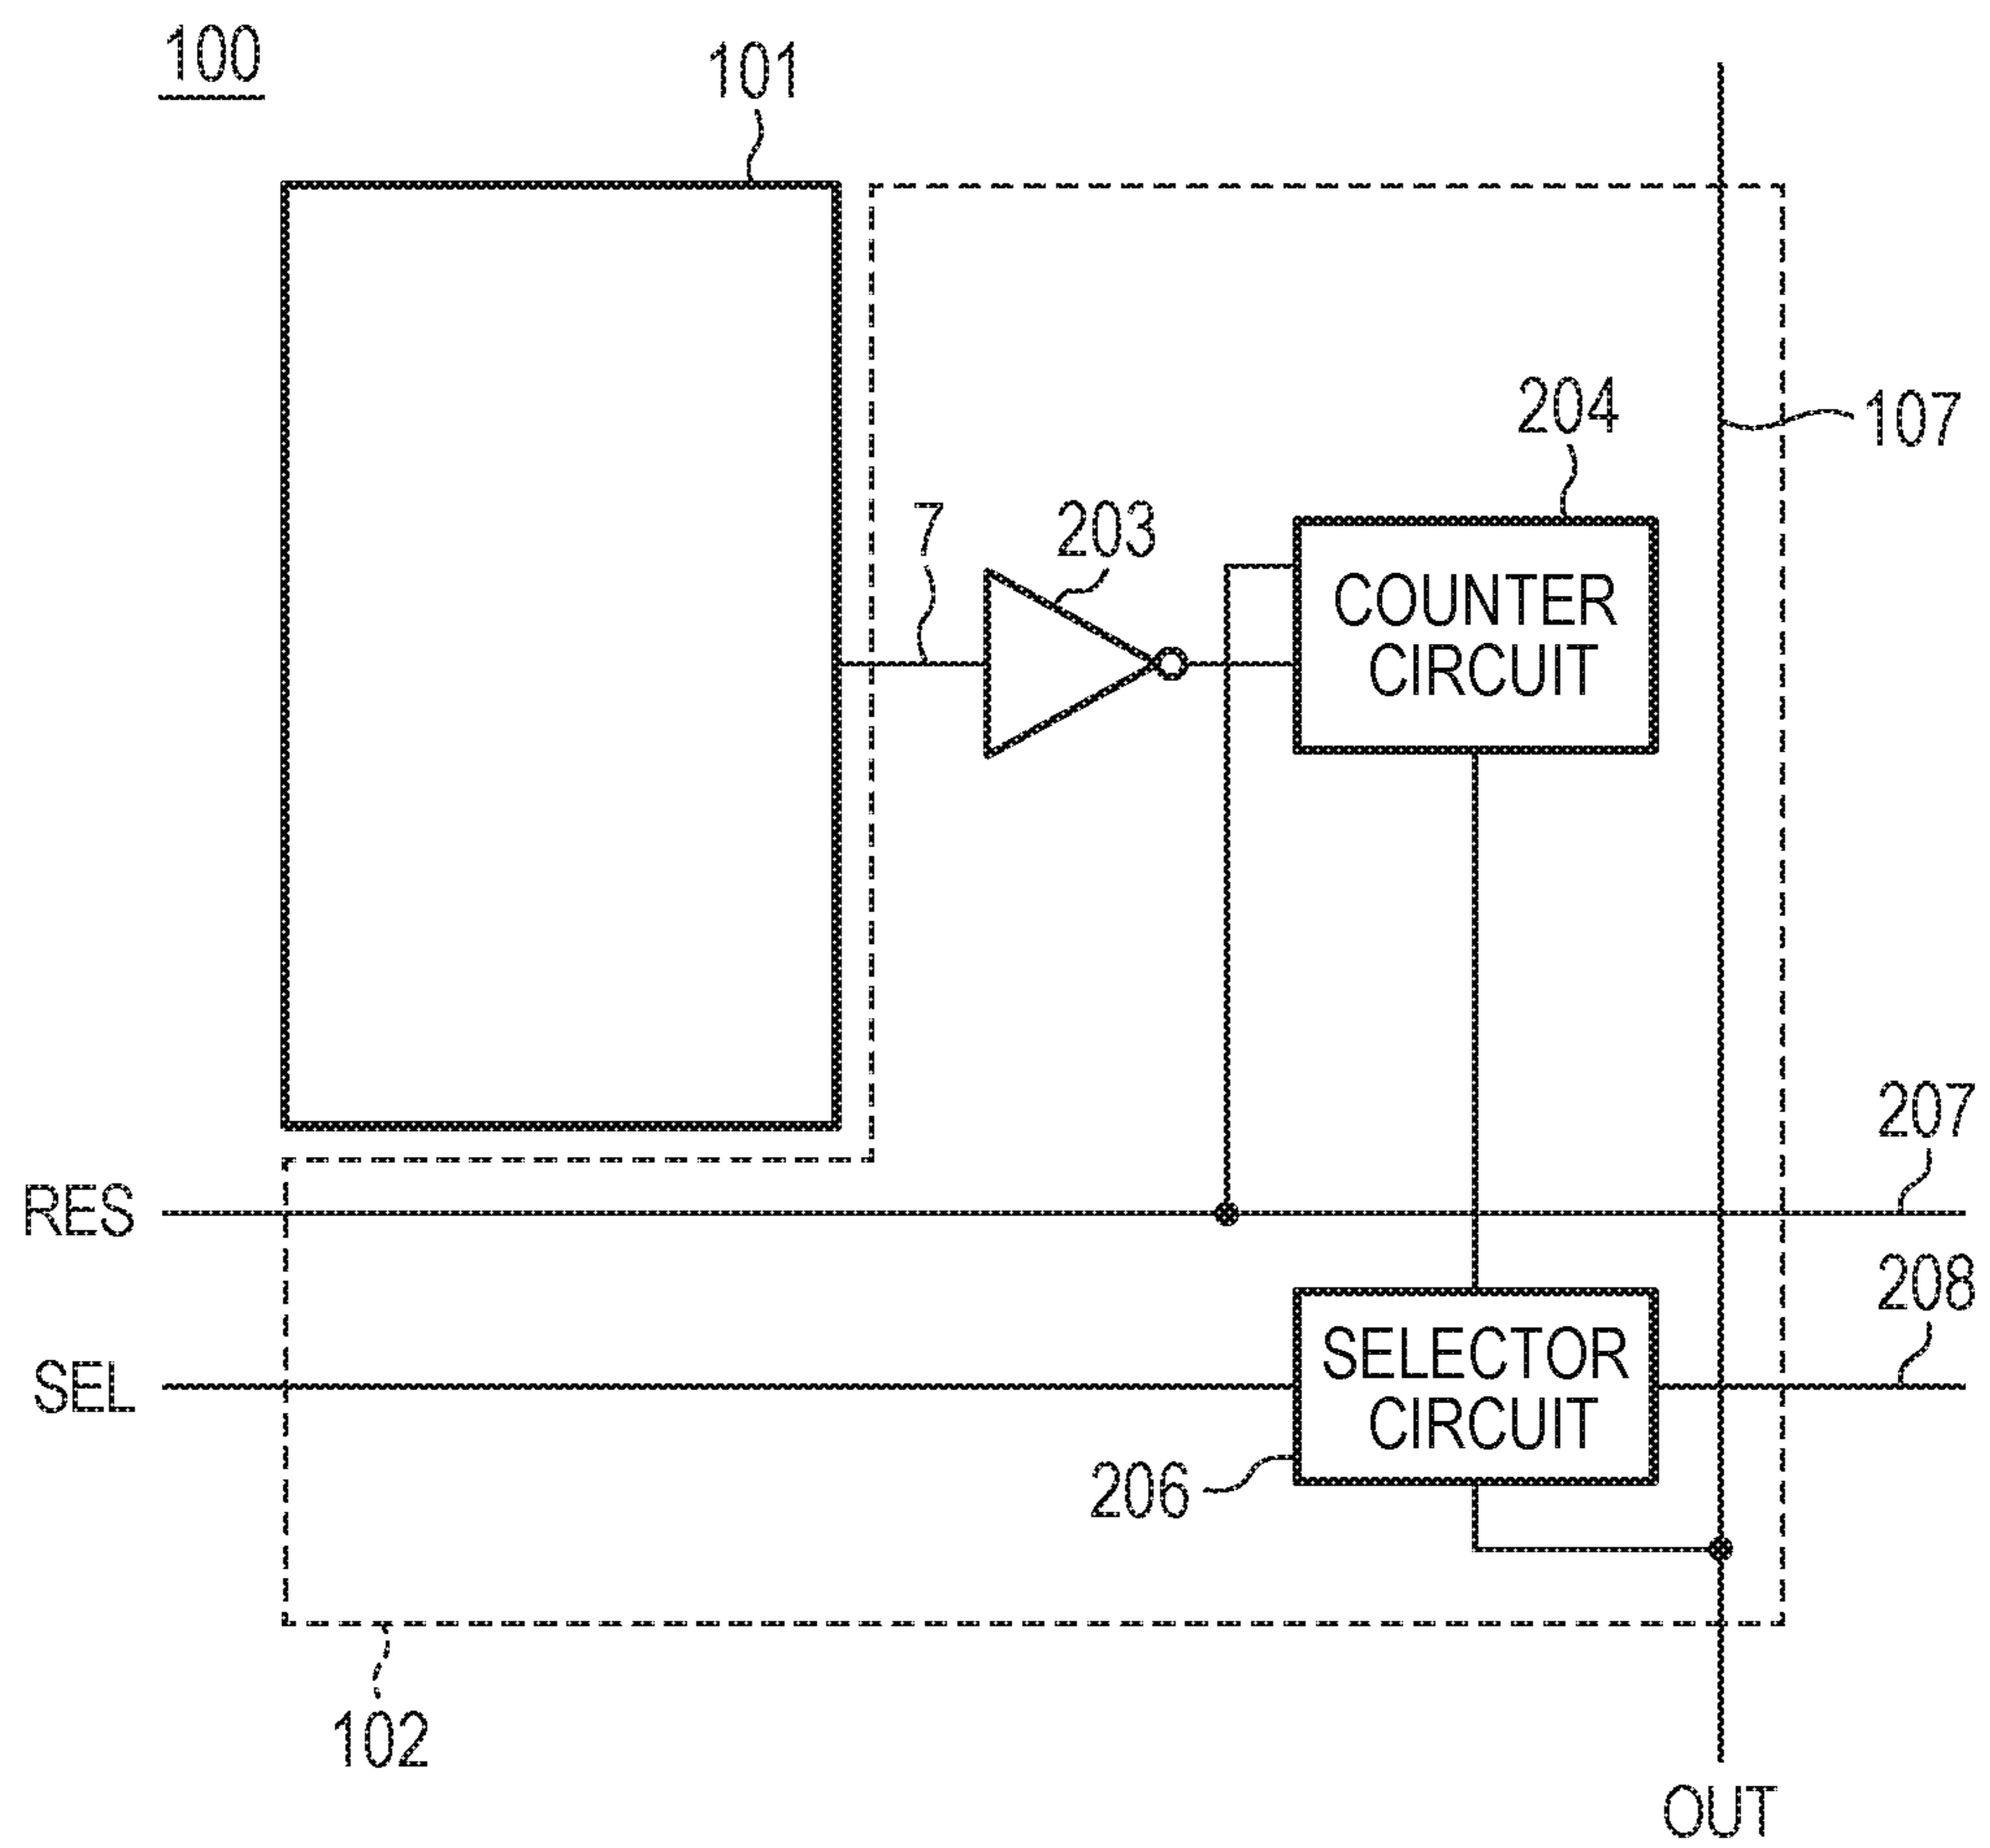 100
101
107
204
7
203
COUNTER
CIRCUIT
207
RES
208
SELECTOR
CIRCUIT
SEL
206
102
OUT